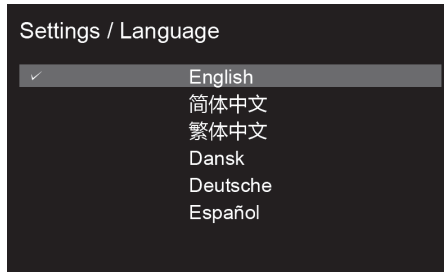 Settings / Language
✓ English
简体中文
繁体中文
Dansk
Deutsche
Español